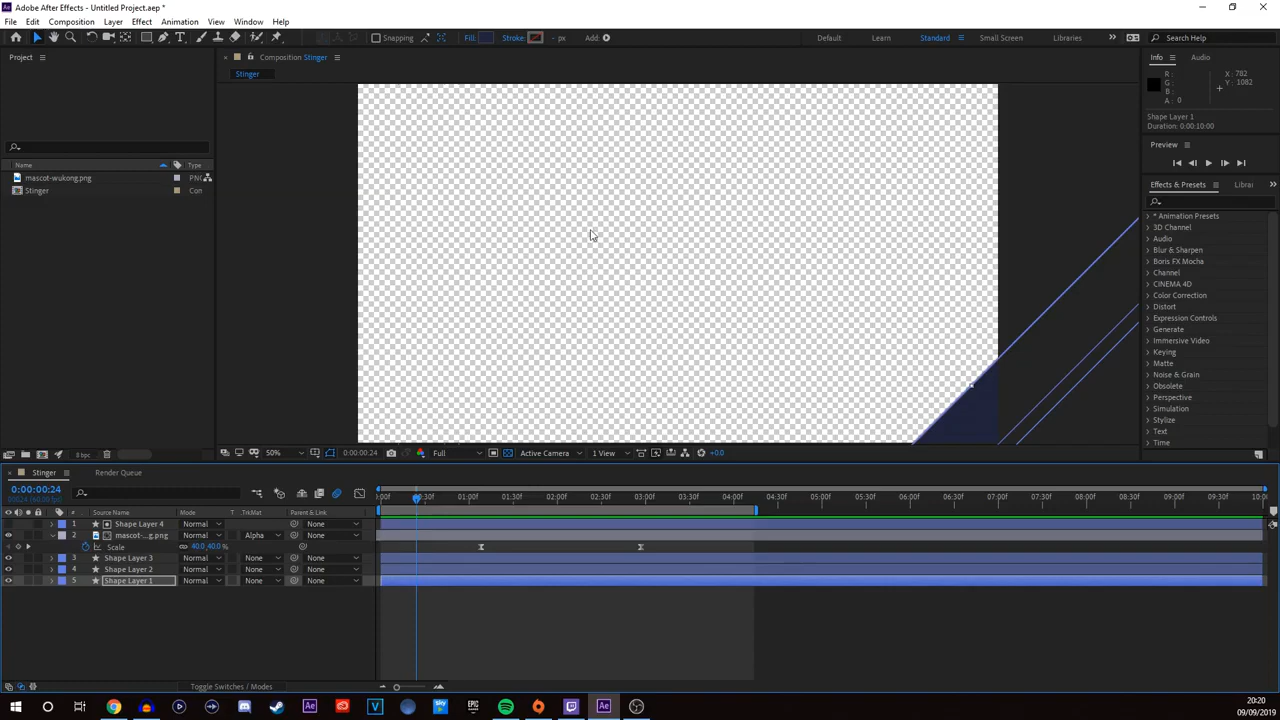 Adobe After Effects - Untitled Project.aep *
File Edit Composition Layer Effect Animation View Window Help
Snapping Fill: Stroke: - px Add: Default Learn Standard Small Screen Libraries Search Help
Project Composition Stinger Info Audio
Stinger
R : X : 782
G : Y : 1082
B :
A : 0
Shape Layer 1
Duration: 0:00:10:00
Preview
Name Type
mascot-wukong.png PNG
Stinger Con
Effects & Presets Librai
* Animation Presets
3D Channel
Audio
Blur & Sharpen
Boris FX Mocha
Channel
CINEMA 4D
Color Correction
Distort
Expression Controls
Generate
Immersive Video
Keying
Matte
Noise & Grain
Obsolete
Perspective
Simulation
Stylize
Text
Time
8 bpc 50% 0:00:00:24 Full Active Camera 1 View +0.0
Stinger Render Queue
0:00:00:24
# Source Name Mode T TrkMat Parent & Link
:00f 00:30f 01:00f 01:30f 02:00f 02:30f 03:00f 03:30f 04:00f 04:30f 05:00f 05:30f 06:00f 06:30f 07:00f 07:30f 08:00f 08:30f 09:00f 09:30f 10:00
1 Shape Layer 4 Normal None
2 mascot-...g.png Normal Alpha None
Scale 40.0,40.0%
3 Shape Layer 3 Normal None None
4 Shape Layer 2 Normal None None
5 Shape Layer 1 Normal None None
Toggle Switches / Modes
20:20
09/09/2019